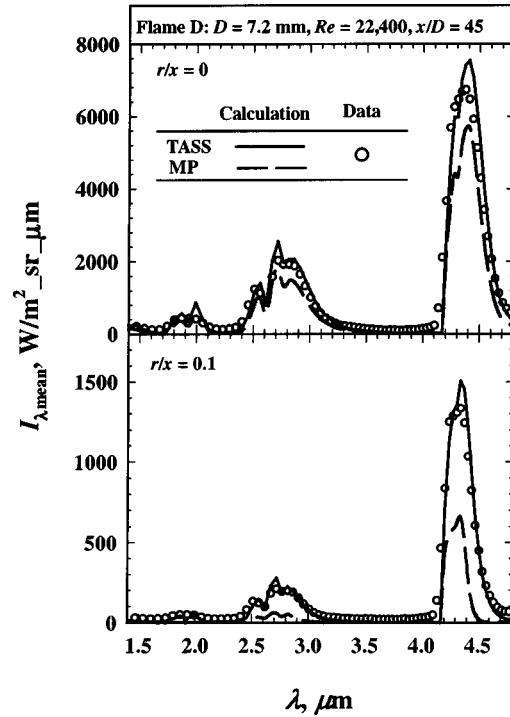 Flame D: D = 7.2 mm, Re = 22,400, x/D = 45
8000
r/x = 0
Calculation Data
TASS
MP
6000
4000
2000
0
I_λmean, W/m²_sr_μm
r/x = 0.1
1500
1000
500
0
1.5 2.0 2.5 3.0 3.5 4.0 4.5
λ, μm